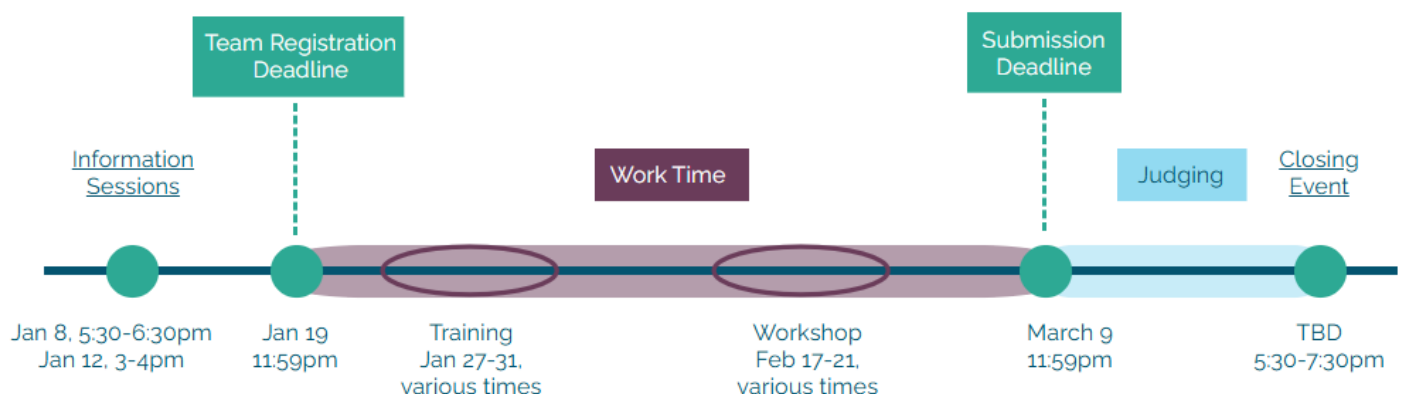 Team Registration
Deadline
Submission
Deadline
Information
Sessions
Work Time
Judging
Closing
Event
Jan 8, 5:30-6:30pm
Jan 12, 3-4pm
Jan 19
11:59pm
Training
Jan 27-31,
various times
Workshop
Feb 17-21,
various times
March 9
11:59pm
TBD
5:30-7:30pm